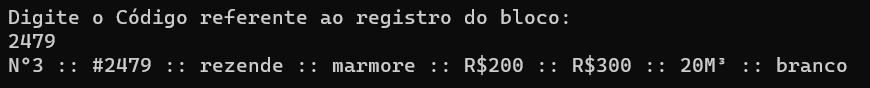 Digite o Código referente ao registro do bloco:
2479
N°3 :: #2479 :: rezende :: marmore :: R$200 :: R$300 :: 20M³ :: branco